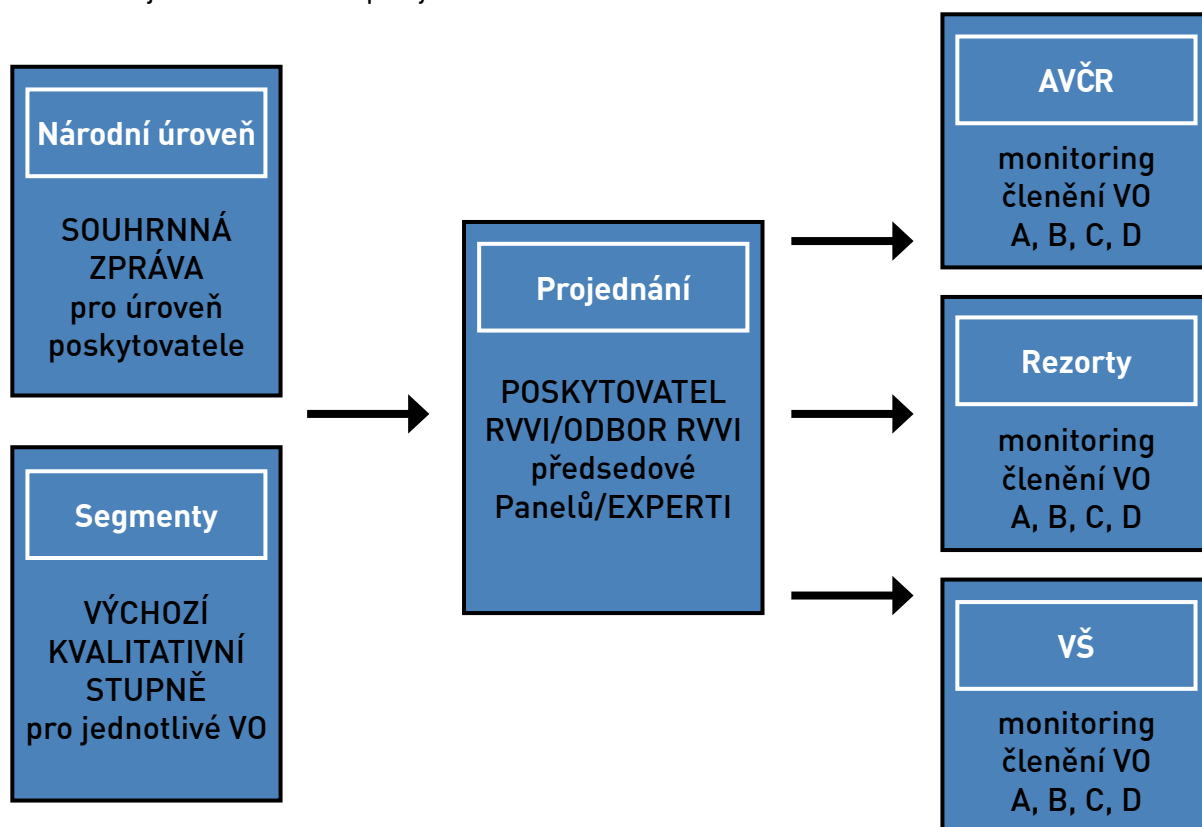 Národní úroveň
SOUHRNNÁ
ZPRÁVA
pro úroveň
poskytovatele
Segmenty
VÝCHOZÍ
KVALITATIVNÍ
STUPNĚ
pro jednotlivé VO
Projednání
POSKYTOVATEL
RVVI/ODBOR RVVI
předsedové
Panelů/EXPERTI
AVČR
monitoring
členění VO
A, B, C, D
Rezorty
monitoring
členění VO
A, B, C, D
VŠ
monitoring
členění VO
A, B, C, D